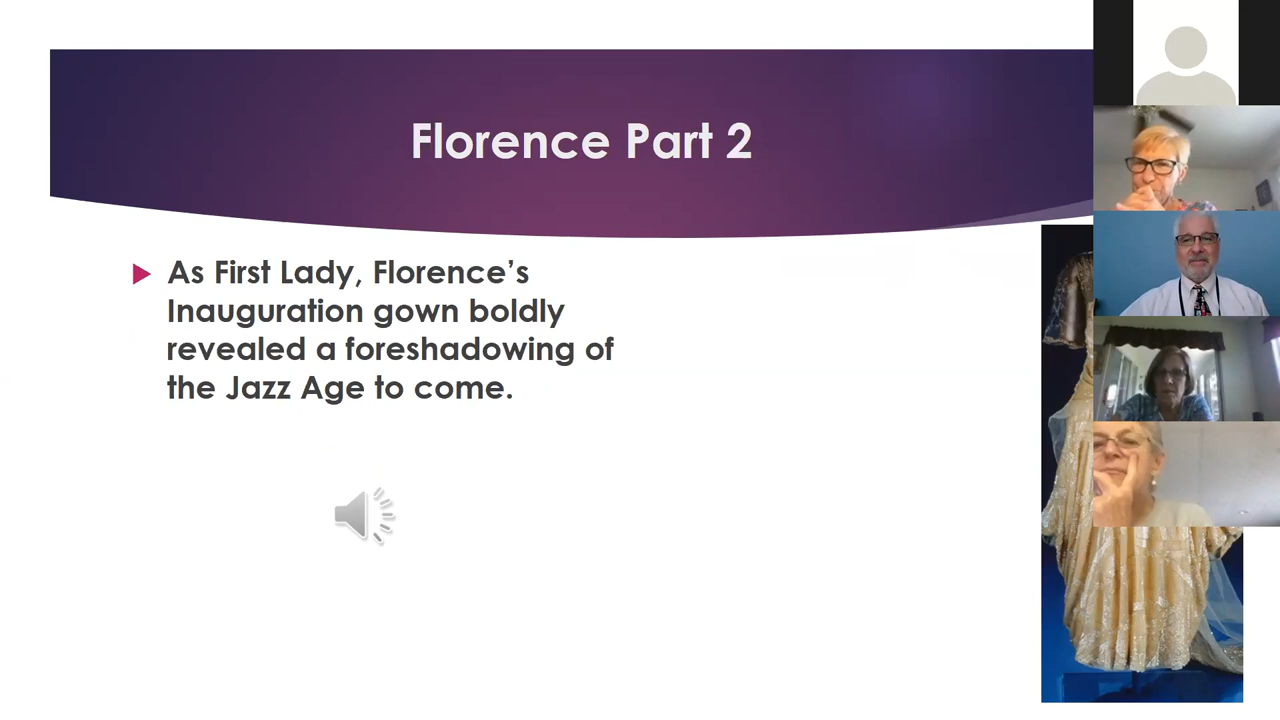 Florence Part 2
As First Lady, Florence’s
Inauguration gown boldly
revealed a foreshadowing of
the Jazz Age to come.